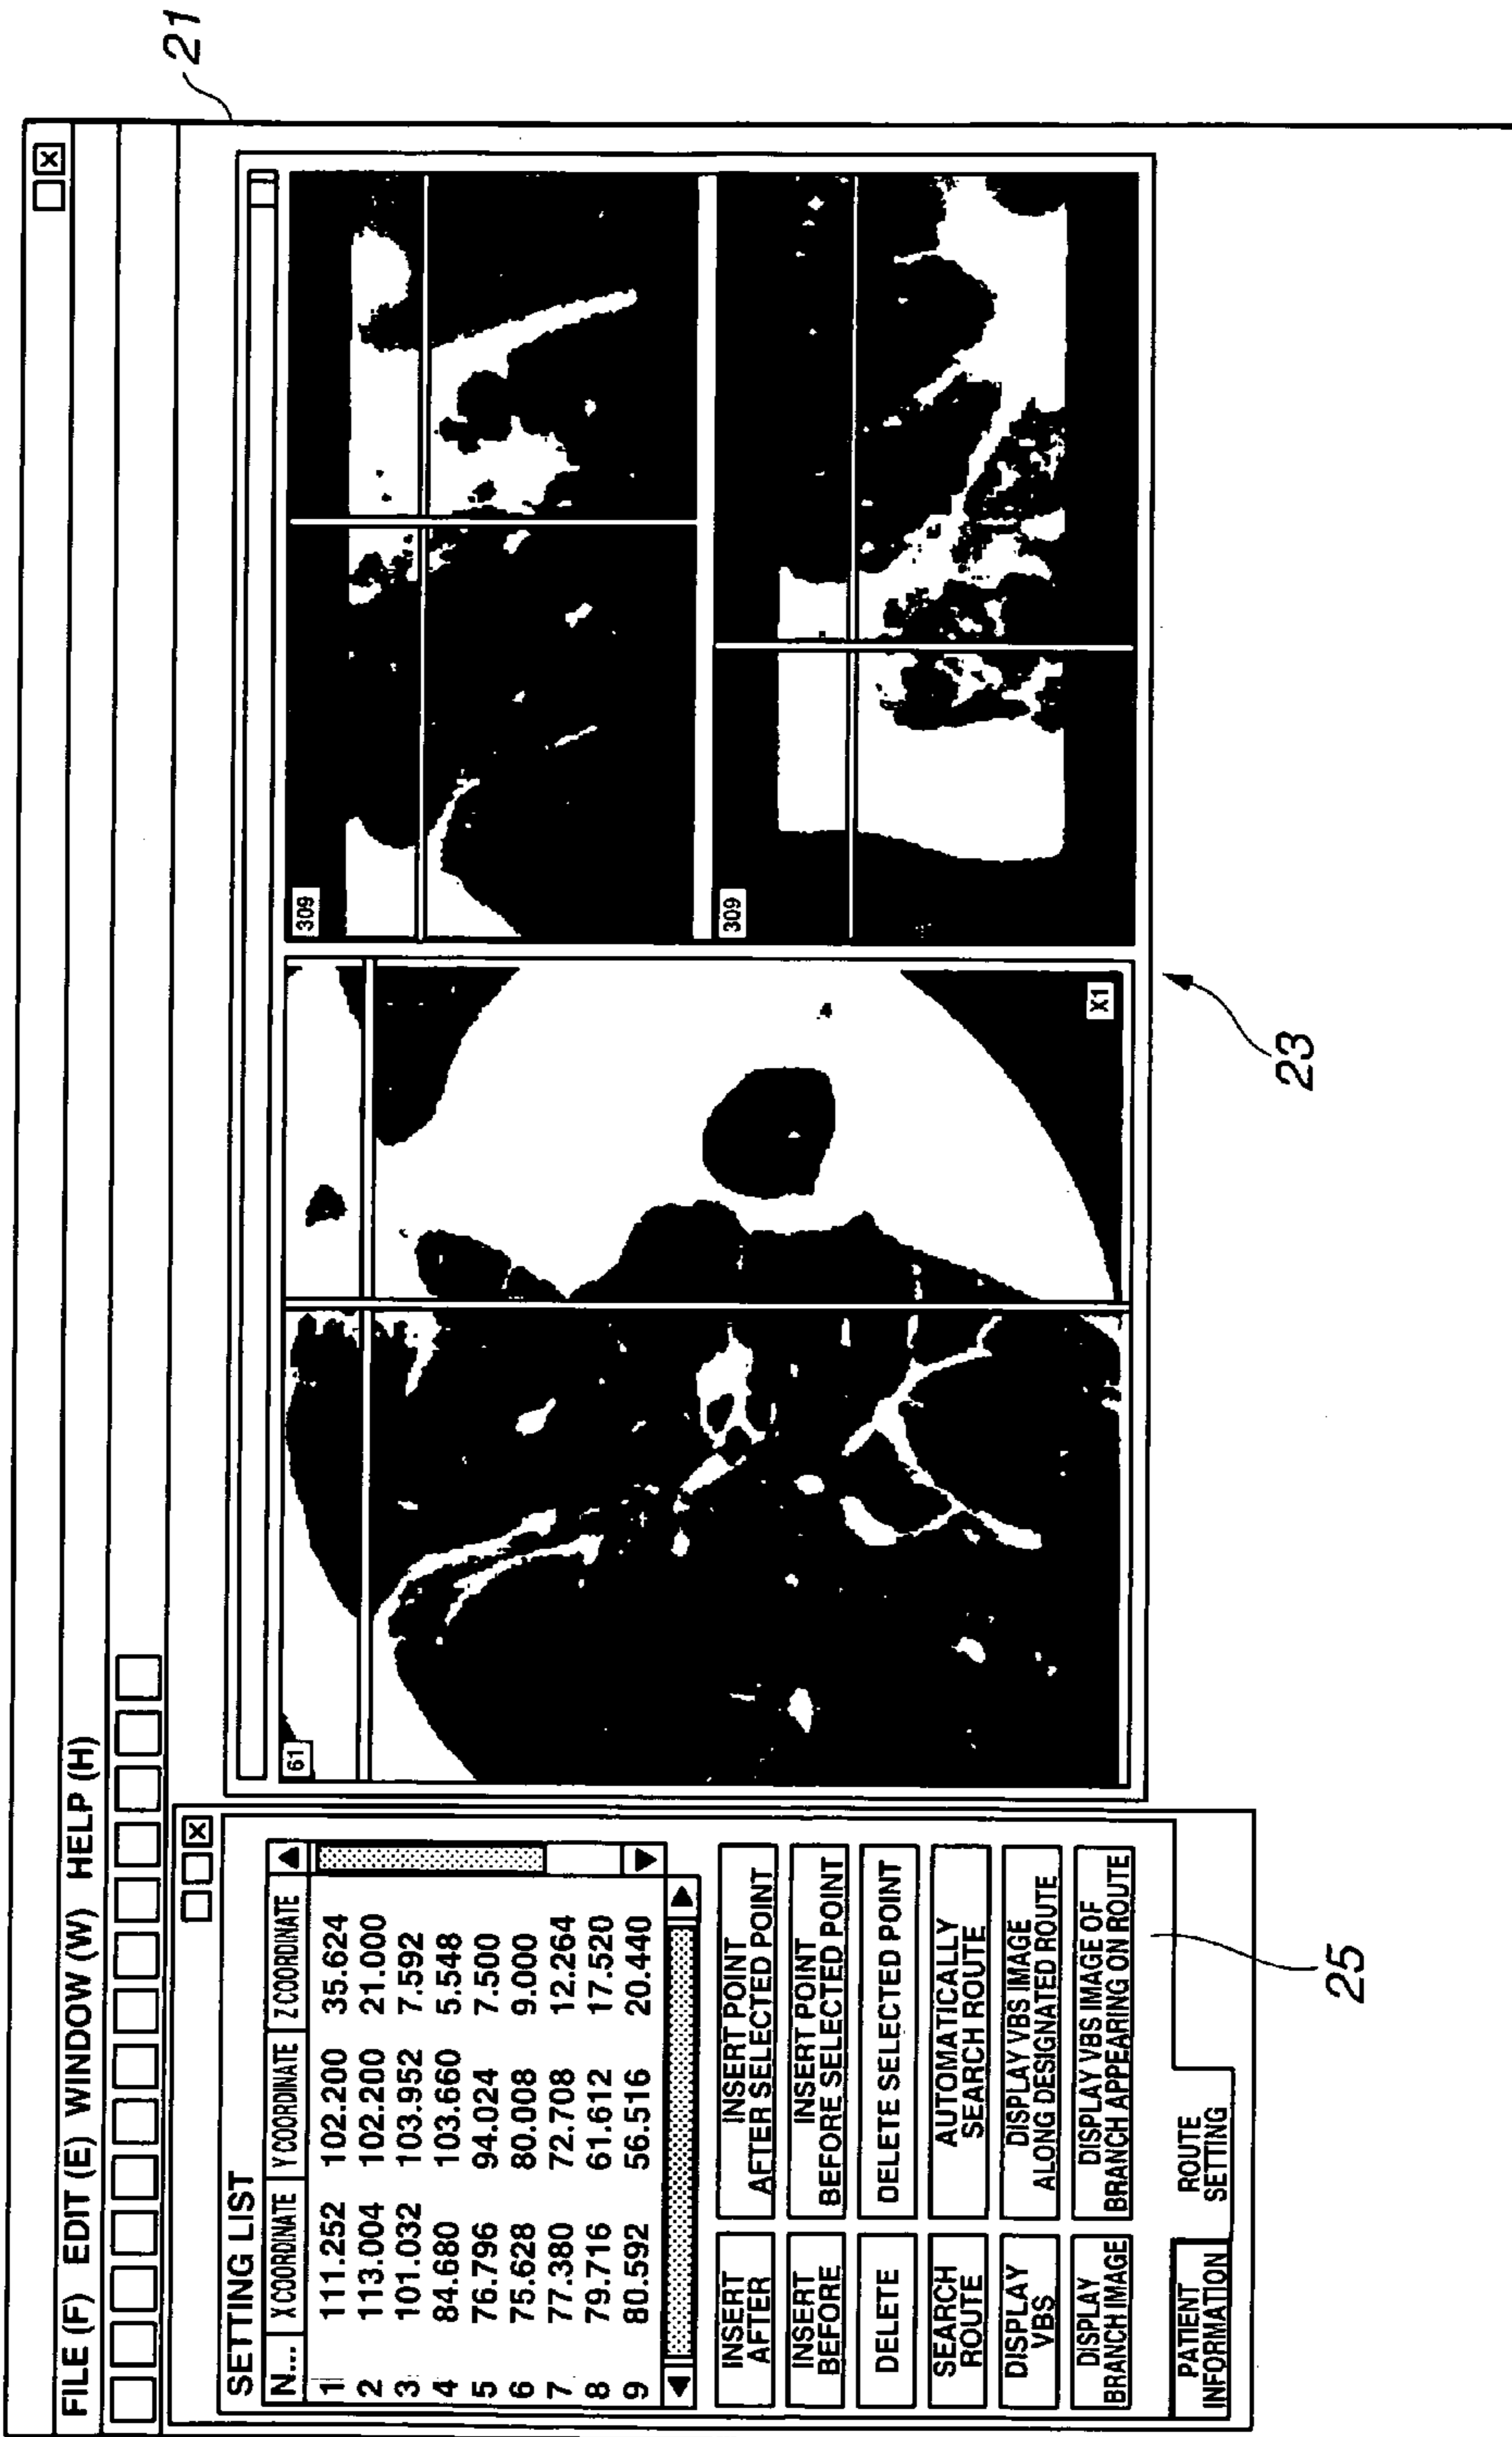 21
X
FILE (F) EDIT (E) WINDOW (W) HELP (H)
X
SETTING LIST
N... X COORDINATE Y COORDINATE Z COORDINATE
1 111.252 102.200 35.624
2 113.004 102.200 21.000
3 101.032 103.952 7.592
4 84.680 103.660 5.548
5 76.796 94.024 7.500
6 75.628 80.008 9.000
7 77.380 72.708 12.264
8 79.716 61.612 17.520
9 80.592 56.516 20.440
INSERT
AFTER
INSERT POINT
AFTER SELECTED POINT
INSERT
BEFORE
INSERT POINT
BEFORE SELECTED POINT
DELETE
DELETE SELECTED POINT
SEARCH
ROUTE
AUTOMATICALLY
SEARCH ROUTE
DISPLAY
VBS
DISPLAY VBS IMAGE
ALONG DESIGNATED ROUTE
DISPLAY
BRANCH IMAGE
DISPLAY VBS IMAGE OF
BRANCH APPEARING ON ROUTE
PATIENT
INFORMATION
ROUTE
SETTING
61
309
309
X1
23
25